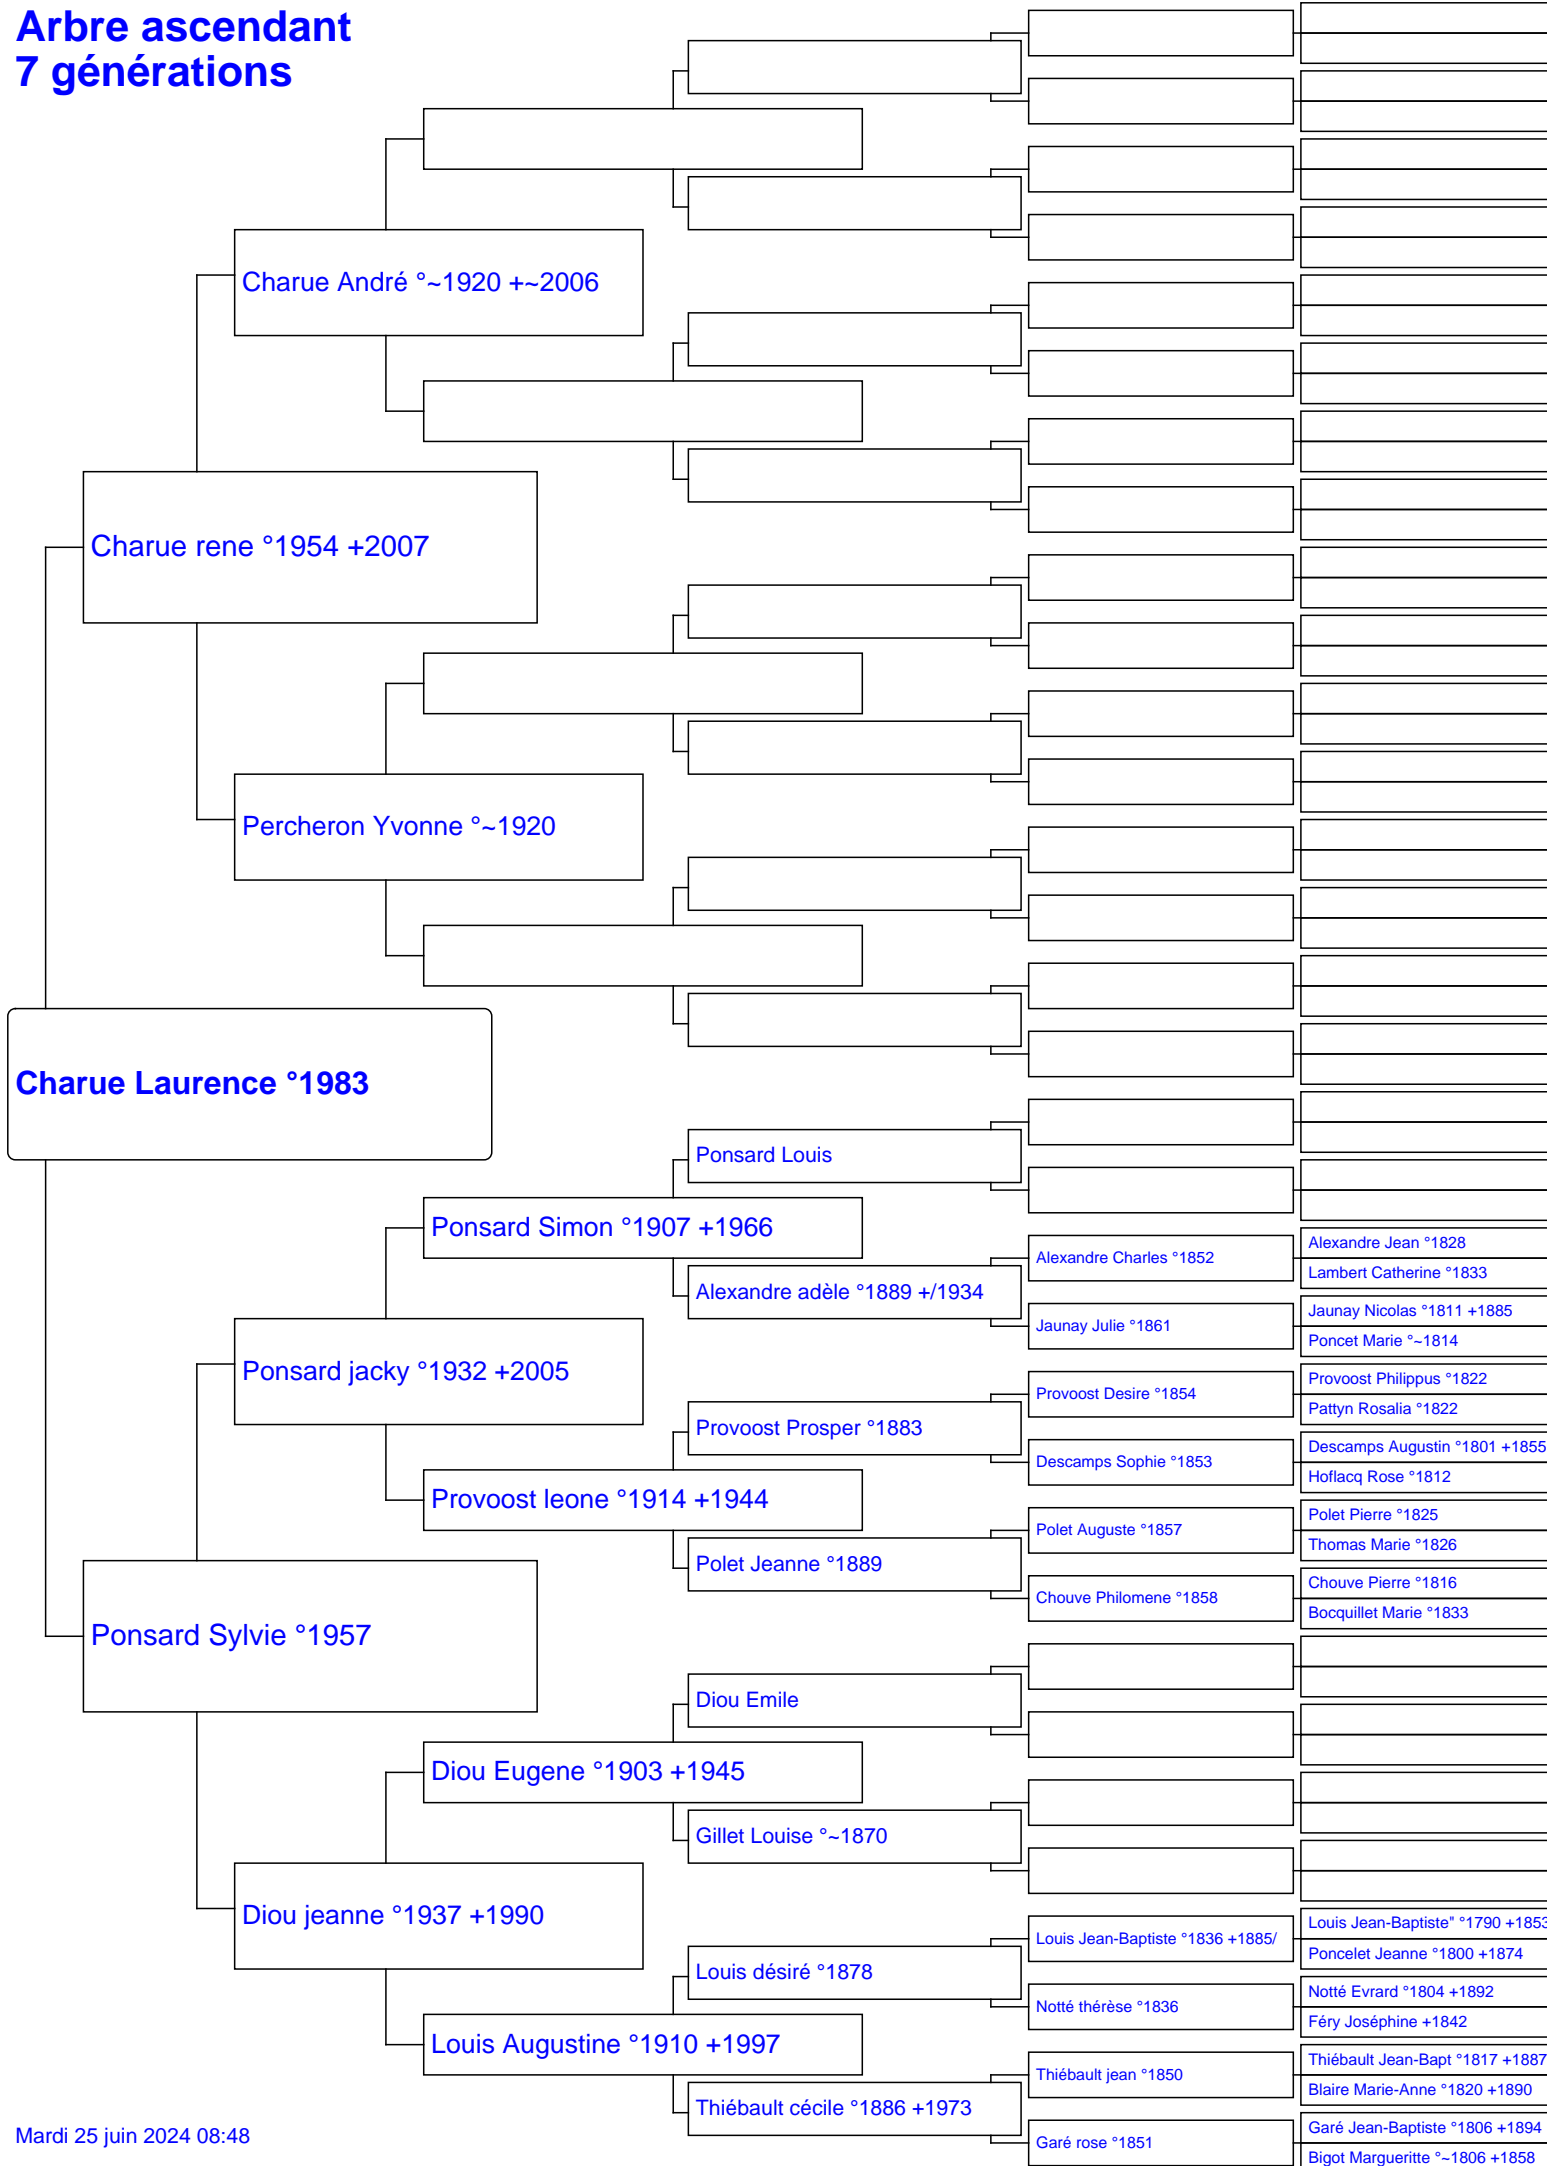 Arbre ascendant
7 générations
Charue André °~1920 +~2006
Charue rene °1954 +2007
Percheron Yvonne °~1920
Charue Laurence °1983
Ponsard Louis
Ponsard Simon °1907 +1966
Alexandre Charles °1852
Alexandre Jean °1828
Lambert Catherine °1833
Alexandre adèle °1889 +/1934
Jaunay Julie °1861
Jaunay Nicolas °1811 +1885
Poncet Marie °~1814
Ponsard jacky °1932 +2005
Provoost Desire °1854
Provoost Philippus °1822
Pattyn Rosalia °1822
Provoost Prosper °1883
Descamps Sophie °1853
Descamps Augustin °1801 +1855
Hoflacq Rose °1812
Provoost leone °1914 +1944
Polet Auguste °1857
Polet Pierre °1825
Thomas Marie °1826
Polet Jeanne °1889
Chouve Philomene °1858
Chouve Pierre °1816
Bocquillet Marie °1833
Ponsard Sylvie °1957
Diou Emile
Diou Eugene °1903 +1945
Gillet Louise °~1870
Diou jeanne °1937 +1990
Louis Jean-Baptiste °1836 +1885/
Louis Jean-Baptiste" °1790 +1853
Poncelet Jeanne °1800 +1874
Louis désiré °1878
Notté thérèse °1836
Notté Evrard °1804 +1892
Féry Joséphine +1842
Louis Augustine °1910 +1997
Thiébault jean °1850
Thiébault Jean-Bapt °1817 +1887
Blaire Marie-Anne °1820 +1890
Thiébault cécile °1886 +1973
Garé rose °1851
Garé Jean-Baptiste °1806 +1894
Bigot Margueritte °~1806 +1858
Mardi 25 juin 2024 08:48